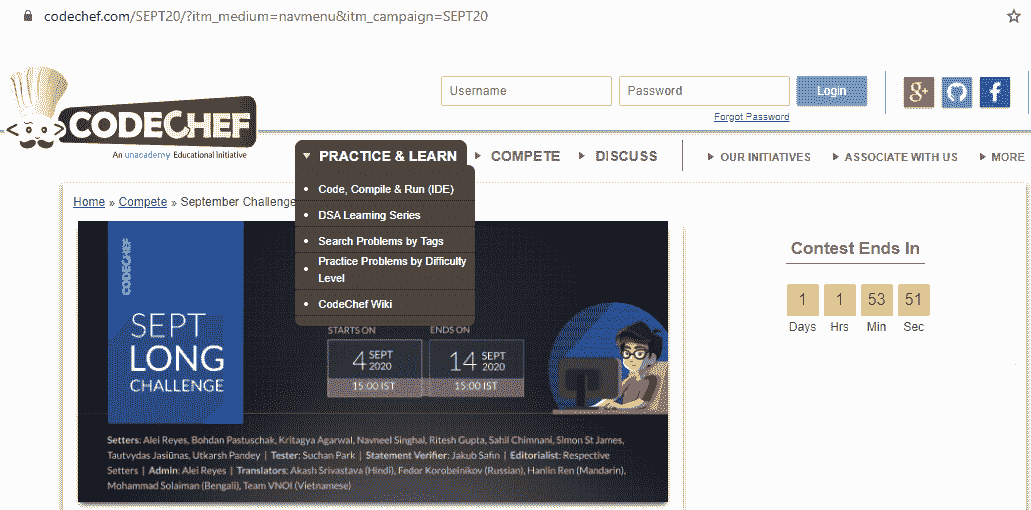 codechef.com/SEPT20/?itm_medium=navmenu&itm_campaign=SEPT20
Username
Password
Login
g+
f
Forgot Password
CODECHEF
An unacademy Educational Initiative
PRACTICE & LEARN
COMPETE
DISCUSS
OUR INITIATIVES
ASSOCIATE WITH US
MORE
Code, Compile & Run (IDE)
DSA Learning Series
Search Problems by Tags
Practice Problems by Difficulty
Level
CodeChef Wiki
Home » Compete » September Challenge
CODECHEF
SEPT
LONG
CHALLENGE
STARTS ON
4 SEPT
2020
15:00 IST
ENDS ON
14 SEPT
2020
15:00 IST
Setters: Alei Reyes, Bohdan Pastuschak, Kritagya Agarwal, Navneel Singhal, Ritesh Gupta, Sahil Chimnani, Simon St James,
Tautvydas Jasiūnas, Utkarsh Pandey | Tester: Suchan Park | Statement Verifier: Jakub Safin | Editorialist: Respective
Setters | Admin: Alei Reyes | Translators: Akash Srivastava (Hindi), Fedor Korobeinikov (Russian), Hanlin Ren (Mandarin),
Mohammad Solaiman (Bengali), Team VNOI (Vietnamese)
Contest Ends In
1 1 53 51
Days Hrs Min Sec